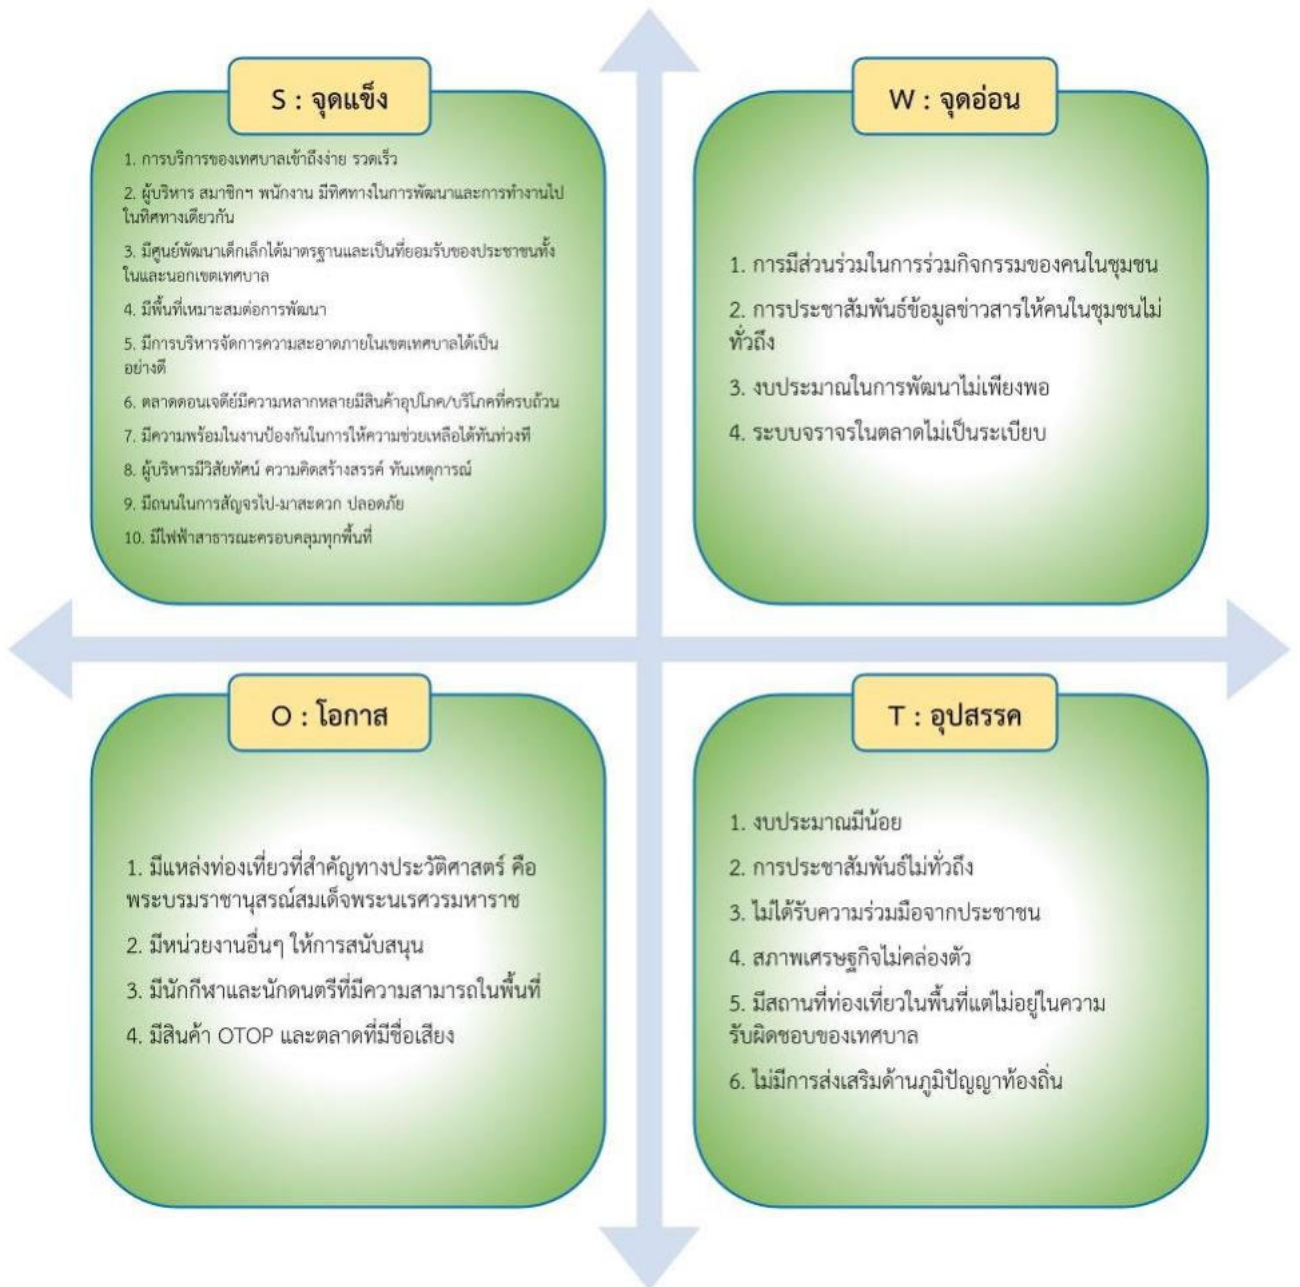 S : จุดแข็ง
1. การบริการของเทศบาลเข้าถึงง่าย รวดเร็ว
2. ผู้บริหาร สมาชิกฯ พนักงาน มีทิศทางในการพัฒนาและการทำงานไป
ในทิศทางเดียวกัน
3. มีศูนย์พัฒนาเด็กเล็กได้มาตรฐานและเป็นที่ยอมรับของประชาชนทั้ง
ในและนอกเขตเทศบาล
4. มีพื้นที่เหมาะสมต่อการพัฒนา
5. มีการบริหารจัดการความสะอาดภายในเขตเทศบาลได้เป็น
อย่างดี
6. ตลาดดอนเจดีย์มีความหลากหลายมีสินค้าอุปโภค/บริโภคที่ครบถ้วน
7. มีความพร้อมในงานป้องกันในการให้ความช่วยเหลือได้ทันท่วงที
8. ผู้บริหารมีวิสัยทัศน์ ความคิดสร้างสรรค์ ทันเหตุการณ์
9. มีถนนในการสัญจรไป-มาสะดวก ปลอดภัย
10. มีไฟฟ้าสาธารณะครอบคลุมทุกพื้นที่
W : จุดอ่อน
1. การมีส่วนร่วมในการร่วมกิจกรรมของคนในชุมชน
2. การประชาสัมพันธ์ข้อมูลข่าวสารให้คนในชุมชนไม่
ทั่วถึง
3. งบประมาณในการพัฒนาไม่เพียงพอ
4. ระบบจราจรในตลาดไม่เป็นระเบียบ
O : โอกาส
1. มีแหล่งท่องเที่ยวที่สำคัญทางประวัติศาสตร์ คือ
พระบรมราชานุสรณ์สมเด็จพระนเรศวรมหาราช
2. มีหน่วยงานอื่นๆ ให้การสนับสนุน
3. มีนักกีฬาและนักดนตรีที่มีความสามารถในพื้นที่
4. มีสินค้า OTOP และตลาดที่มีชื่อเสียง
T : อุปสรรค
1. งบประมาณมีน้อย
2. การประชาสัมพันธ์ไม่ทั่วถึง
3. ไม่ได้รับความร่วมมือจากประชาชน
4. สภาพเศรษฐกิจไม่คล่องตัว
5. มีสถานที่ท่องเที่ยวในพื้นที่แต่ไม่อยู่ในความ
รับผิดชอบของเทศบาล
6. ไม่มีการส่งเสริมด้านภูมิปัญญาท้องถิ่น